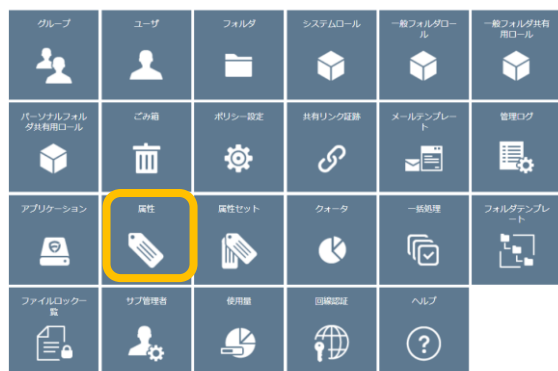 グループ
ユーザ
フォルダ
システムロール
一般フォルダロー
ル
一般フォルダ共有
用ロール
パーソナルフォル
ダ共有用ロール
ごみ箱
ポリシー設定
共有リンク証跡
メールテンプレー
ト
管理ログ
アプリケーション
属性
属性セット
クォータ
一括処理
フォルダテンプレ
ート
ファイルロック一
覧
サブ管理者
使用量
回線認証
ヘルプ